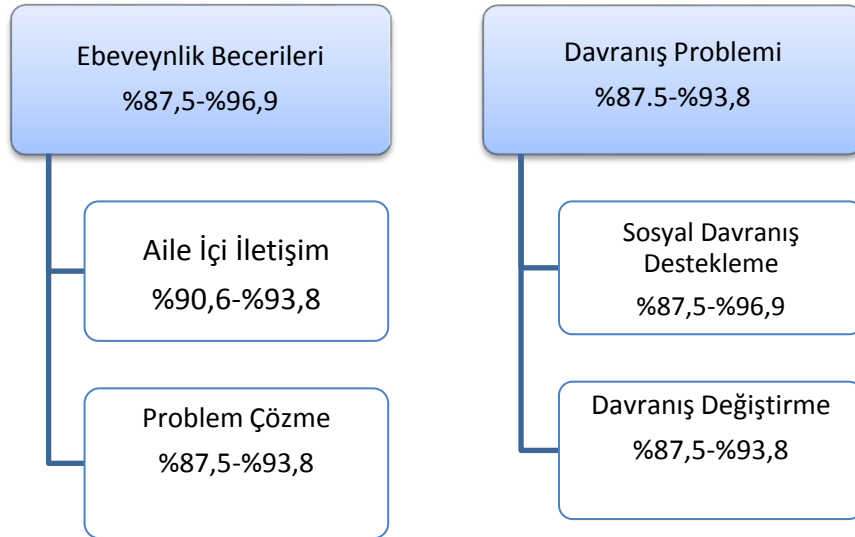 Ebeveynlik Becerileri
%87,5-%96,9
Aile İçi İletişim
%90,6-%93,8
Problem Çözme
%87,5-%93,8
Davranış Problemi
%87.5-%93,8
Sosyal Davranış
Destekleme
%87,5-%96,9
Davranış Değiştirme
%87,5-%93,8